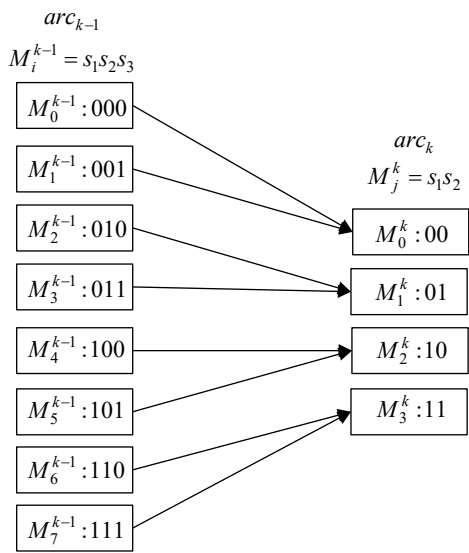 arc_{k-1}
M_i^{k-1} = s_1s_2s_3
M_0^{k-1} : 000
M_1^{k-1} : 001
M_2^{k-1} : 010
M_3^{k-1} : 011
M_4^{k-1} : 100
M_5^{k-1} : 101
M_6^{k-1} : 110
M_7^{k-1} : 111
arc_k
M_j^k = s_1s_2
M_0^k : 00
M_1^k : 01
M_2^k : 10
M_3^k : 11